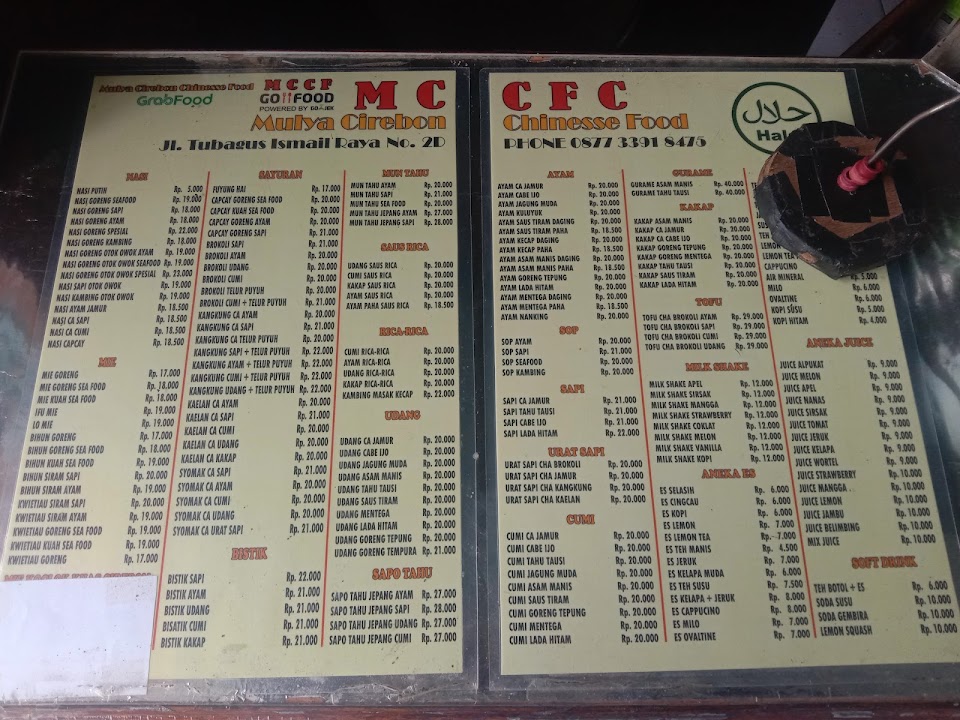 Mulya Cirebon Chinesse Food
GrabFood
MCCF
GO FOOD
POWERED BY GO-JEK
MC
Mulya Cirebon
Jl. Tubagus Ismail Raya No. 2D
NASI
NASI PUTIH Rp. 5.000
NASI GORENG SEAFOOD Rp. 19.000
NASI GORENG SAPI Rp. 18.000
NASI GORENG AYAM Rp. 18.000
NASI GORENG SPESIAL Rp. 22.000
NASI GORENG KAMBING Rp. 18.000
NASI GORENG OTOK OWOK AYAM Rp. 19.000
NASI GORENG OTOK OWOK SEAFOOD Rp. 19.000
NASI GORENG OTOK OWOK SPESIAL Rp. 23.000
NASI SAPI OTOK OWOK Rp. 19.000
NASI KAMBING OTOK OWOK Rp. 19.000
NASI AYAM JAMUR Rp. 18.500
NASI CA SAPI Rp. 18.500
NASI CA CUMI Rp. 18.500
NASI CAPCAY Rp. 18.500
MIE
MIE GORENG Rp. 17.000
MIE GORENG SEA FOOD Rp. 18.000
MIE KUAH SEA FOOD Rp. 18.000
IFU MIE Rp. 19.000
LO MIE Rp. 19.000
BIHUN GORENG Rp. 17.000
BIHUN GORENG SEA FOOD Rp. 18.000
BIHUN KUAH SEA FOOD Rp. 19.000
BIHUN SIRAM SAPI Rp. 20.000
BIHUN SIRAM AYAM Rp. 19.000
KWIETIAU SIRAM SAPI Rp. 20.000
KWIETIAU SIRAM AYAM Rp. 19.000
KWIETIAU GORENG SEA FOOD Rp. 19.000
KWIETIAU KUAH SEA FOOD Rp. 19.000
KWIETIAU GORENG Rp. 17.000
SAYURAN
FUYUNG HAI Rp. 17.000
CAPCAY GORENG SEA FOOD Rp. 20.000
CAPCAY KUAH SEA FOOD Rp. 20.000
CAPCAY GORENG AYAM Rp. 20.000
CAPCAY GORENG SAPI Rp. 20.000
BROKOLI SAPI Rp. 21.000
BROKOLI AYAM Rp. 20.000
BROKOLI UDANG Rp. 20.000
BROKOLI CUMI Rp. 20.000
BROKOLI TELUR PUYUH Rp. 20.000
BROKOLI CUMI + TELUR PUYUH Rp. 21.000
KANGKUNG CA AYAM Rp. 20.000
KANGKUNG CA SAPI Rp. 21.000
KANGKUNG SAPI + TELUR PUYUH Rp. 22.000
KANGKUNG AYAM + TELUR PUYUH Rp. 22.000
KANGKUNG CUMI + TELUR PUYUH Rp. 22.000
KANGKUNG UDANG + TELUR PUYUH Rp. 22.000
KAELAN CA AYAM Rp. 20.000
KAELAN CA SAPI Rp. 21.000
KAELAN CA CUMI Rp. 20.000
KAELAN CA UDANG Rp. 20.000
KAELAN CA KAKAP Rp. 20.000
SYOMAK CA SAPI Rp. 21.000
SYOMAK CA AYAM Rp. 20.000
SYOMAK CA CUMI Rp. 20.000
SYOMAK CA UDANG Rp. 20.000
SYOMAK CA URAT SAPI Rp. 21.000
BISTIK
BISTIK SAPI Rp. 22.000
BISTIK AYAM Rp. 21.000
BISTIK UDANG Rp. 21.000
BISATIK CUMI Rp. 21.000
BISTIK KAKAP Rp. 21.000
MUN TAHU
MUN TAHU AYAM Rp. 20.000
MUN TAHU SAPI Rp. 21.000
MUN TAHU SEA FOOD Rp. 20.000
MUN TAHU JEPANG AYAM Rp. 27.000
MUN TAHU JEPANG SAPI Rp. 28.000
SAUS RICA
UDANG SAUS RICA Rp. 20.000
CUMI SAUS RICA Rp. 20.000
KAKAP SAUS RICA Rp. 20.000
AYAM SAUS RICA Rp. 20.000
AYAM PAHA SAUS RICA Rp. 18.500
RICA-RICA
CUMI RICA-RICA Rp. 20.000
AYAM RICA-RICA Rp. 20.000
UDANG RICA-RICA Rp. 20.000
KAKAP RICA-RICA Rp. 20.000
KAMBING MASAK KECAP Rp. 22.000
UDANG
UDANG CA JAMUR Rp. 20.000
UDANG CABE IJO Rp. 20.000
UDANG JAGUNG MUDA Rp. 20.000
UDANG ASAM MANIS Rp. 20.000
UDANG TAHU TAUSI Rp. 20.000
UDANG SAUS TIRAM Rp. 20.000
UDANG MENTEGA Rp. 20.000
UDANG LADA HITAM Rp. 20.000
UDANG GORENG TEPUNG Rp. 20.000
UDANG GORENG TEMPURA Rp. 21.000
SAPO TAHU
SAPO TAHU JEPANG AYAM Rp. 27.000
SAPO TAHU JEPANG SAPI Rp. 28.000
SAPO TAHU JEPANG UDANG Rp. 27.000
SAPO TAHU JEPANG CUMI Rp. 27.000
CFC
Chinesse Food
PHONE 0877 3391 8475
حلال
AYAM
AYAM CA JAMUR Rp. 20.000
AYAM CABE IJO Rp. 20.000
AYAM JAGUNG MUDA Rp. 20.000
AYAM KULUYUK Rp. 20.000
AYAM SAUS TIRAM DAGING Rp. 20.000
AYAM SAUS TIRAM PAHA Rp. 18.500
AYAM KECAP DAGING Rp. 20.000
AYAM KECAP PAHA Rp. 18.500
AYAM ASAM MANIS DAGING Rp. 20.000
AYAM ASAM MANIS PAHA Rp. 18.500
AYAM GORENG TEPUNG Rp. 20.000
AYAM LADA HITAM Rp. 20.000
AYAM MENTEGA DAGING Rp. 20.000
AYAM MENTEGA PAHA Rp. 18.500
AYAM NANKING Rp. 20.000
SOP
SOP AYAM Rp. 20.000
SOP SAPI Rp. 21.000
SOP SEAFOOD Rp. 20.000
SOP KAMBING Rp. 20.000
SAPI
SAPI CA JAMUR Rp. 21.000
SAPI TAHU TAUSI Rp. 21.000
SAPI CABE IJO Rp. 21.000
SAPI LADA HITAM Rp. 22.000
URAT SAPI
URAT SAPI CHA BROKOLI Rp. 20.000
URAT SAPI CHA JAMUR Rp. 20.000
URAT SAPI CHA KANGKUNG Rp. 20.000
URAT SAPI CHA KAELAN Rp. 20.000
CUMI
CUMI CA JAMUR Rp. 20.000
CUMI CABE IJO Rp. 20.000
CUMI TAHU TAUSI Rp. 20.000
CUMI JAGUNG MUDA Rp. 20.000
CUMI ASAM MANIS Rp. 20.000
CUMI SAUS TIRAM Rp. 20.000
CUMI GORENG TEPUNG Rp. 20.000
CUMI MENTEGA Rp. 20.000
CUMI LADA HITAM Rp. 20.000
GURAME
GURAME ASAM MANIS Rp. 40.000
GURAME TAHU TAUSI Rp. 41.000
KAKAP
KAKAP ASAM MANIS Rp. 20.000
KAKAP CA JAMUR Rp. 20.000
KAKAP CA CABE IJO Rp. 20.000
KAKAP GORENG TEPUNG Rp. 20.000
KAKAP GORENG MENTEGA Rp. 20.000
KAKAP TAHU TAUSI Rp. 20.000
KAKAP SAUS TIRAM Rp. 20.000
KAKAP LADA HITAM Rp. 20.000
TOFU
TOFU CHA BROKOLI AYAM Rp. 29.000
TOFU CHA BROKOLI SAPI Rp. 29.000
TOFU CHA BROKOLI CUMI Rp. 29.000
TOFU CHA BROKOLI UDANG Rp. 29.000
MILK SHAKE
MILK SHAKE APEL Rp. 12.000
MILK SHAKE SIRSAK Rp. 12.000
MILK SHAKE MANGGA Rp. 12.000
MILK SHAKE STRAWBERRY Rp. 12.000
MILK SHAKE COKLAT Rp. 12.000
MILK SHAKE MELON Rp. 12.000
MILK SHAKE VANILLA Rp. 12.000
MILK SHAKE KOPI Rp. 12.000
ANEKA ES
ES SELASIH Rp. 6.000
ES CINGCAU Rp. 6.000
ES KOPI Rp. 6.000
ES LEMON Rp. 7.000
ES LEMON TEA Rp. 7.000
ES TEH MANIS Rp. 4.500
ES JERUK Rp. 7.000
ES KELAPA MUDA Rp. 6.000
ES TEH SUSU Rp. 7.500
ES KELAPA + JERUK Rp. 8.000
ES CAPPUCINO Rp. 8.000
ES MILO Rp. 7.000
ES OVALTINE Rp. 7.000
TEH
LEMON
LEMON TEA
CAPPUCINO
AIR MINERAL Rp. 5.000
MILO Rp. 6.000
OVALTINE Rp. 6.000
KOPI SUSU Rp. 5.000
KOPI HITAM Rp. 4.000
ANEKA JUICE
JUICE ALPUKAT Rp. 9.000
JUICE MELON Rp. 9.000
JUICE APEL Rp. 9.000
JUICE NANAS Rp. 9.000
JUICE SIRSAK Rp. 9.000
JUICE TOMAT Rp. 9.000
JUICE JERUK Rp. 9.000
JUICE KELAPA Rp. 9.000
JUICE WORTEL Rp. 9.000
JUICE STRAWBERRY Rp. 10.000
JUICE MANGGA Rp. 10.000
JUICE LEMON Rp. 10.000
JUICE JAMBU Rp. 10.000
JUICE BELIMBING Rp. 10.000
MIX JUICE Rp. 10.000
SOFT DRINK
TEH BOTOL + ES Rp. 6.000
SODA SUSU Rp. 10.000
SODA GEMBIRA Rp. 10.000
LEMON SQUASH Rp. 10.000